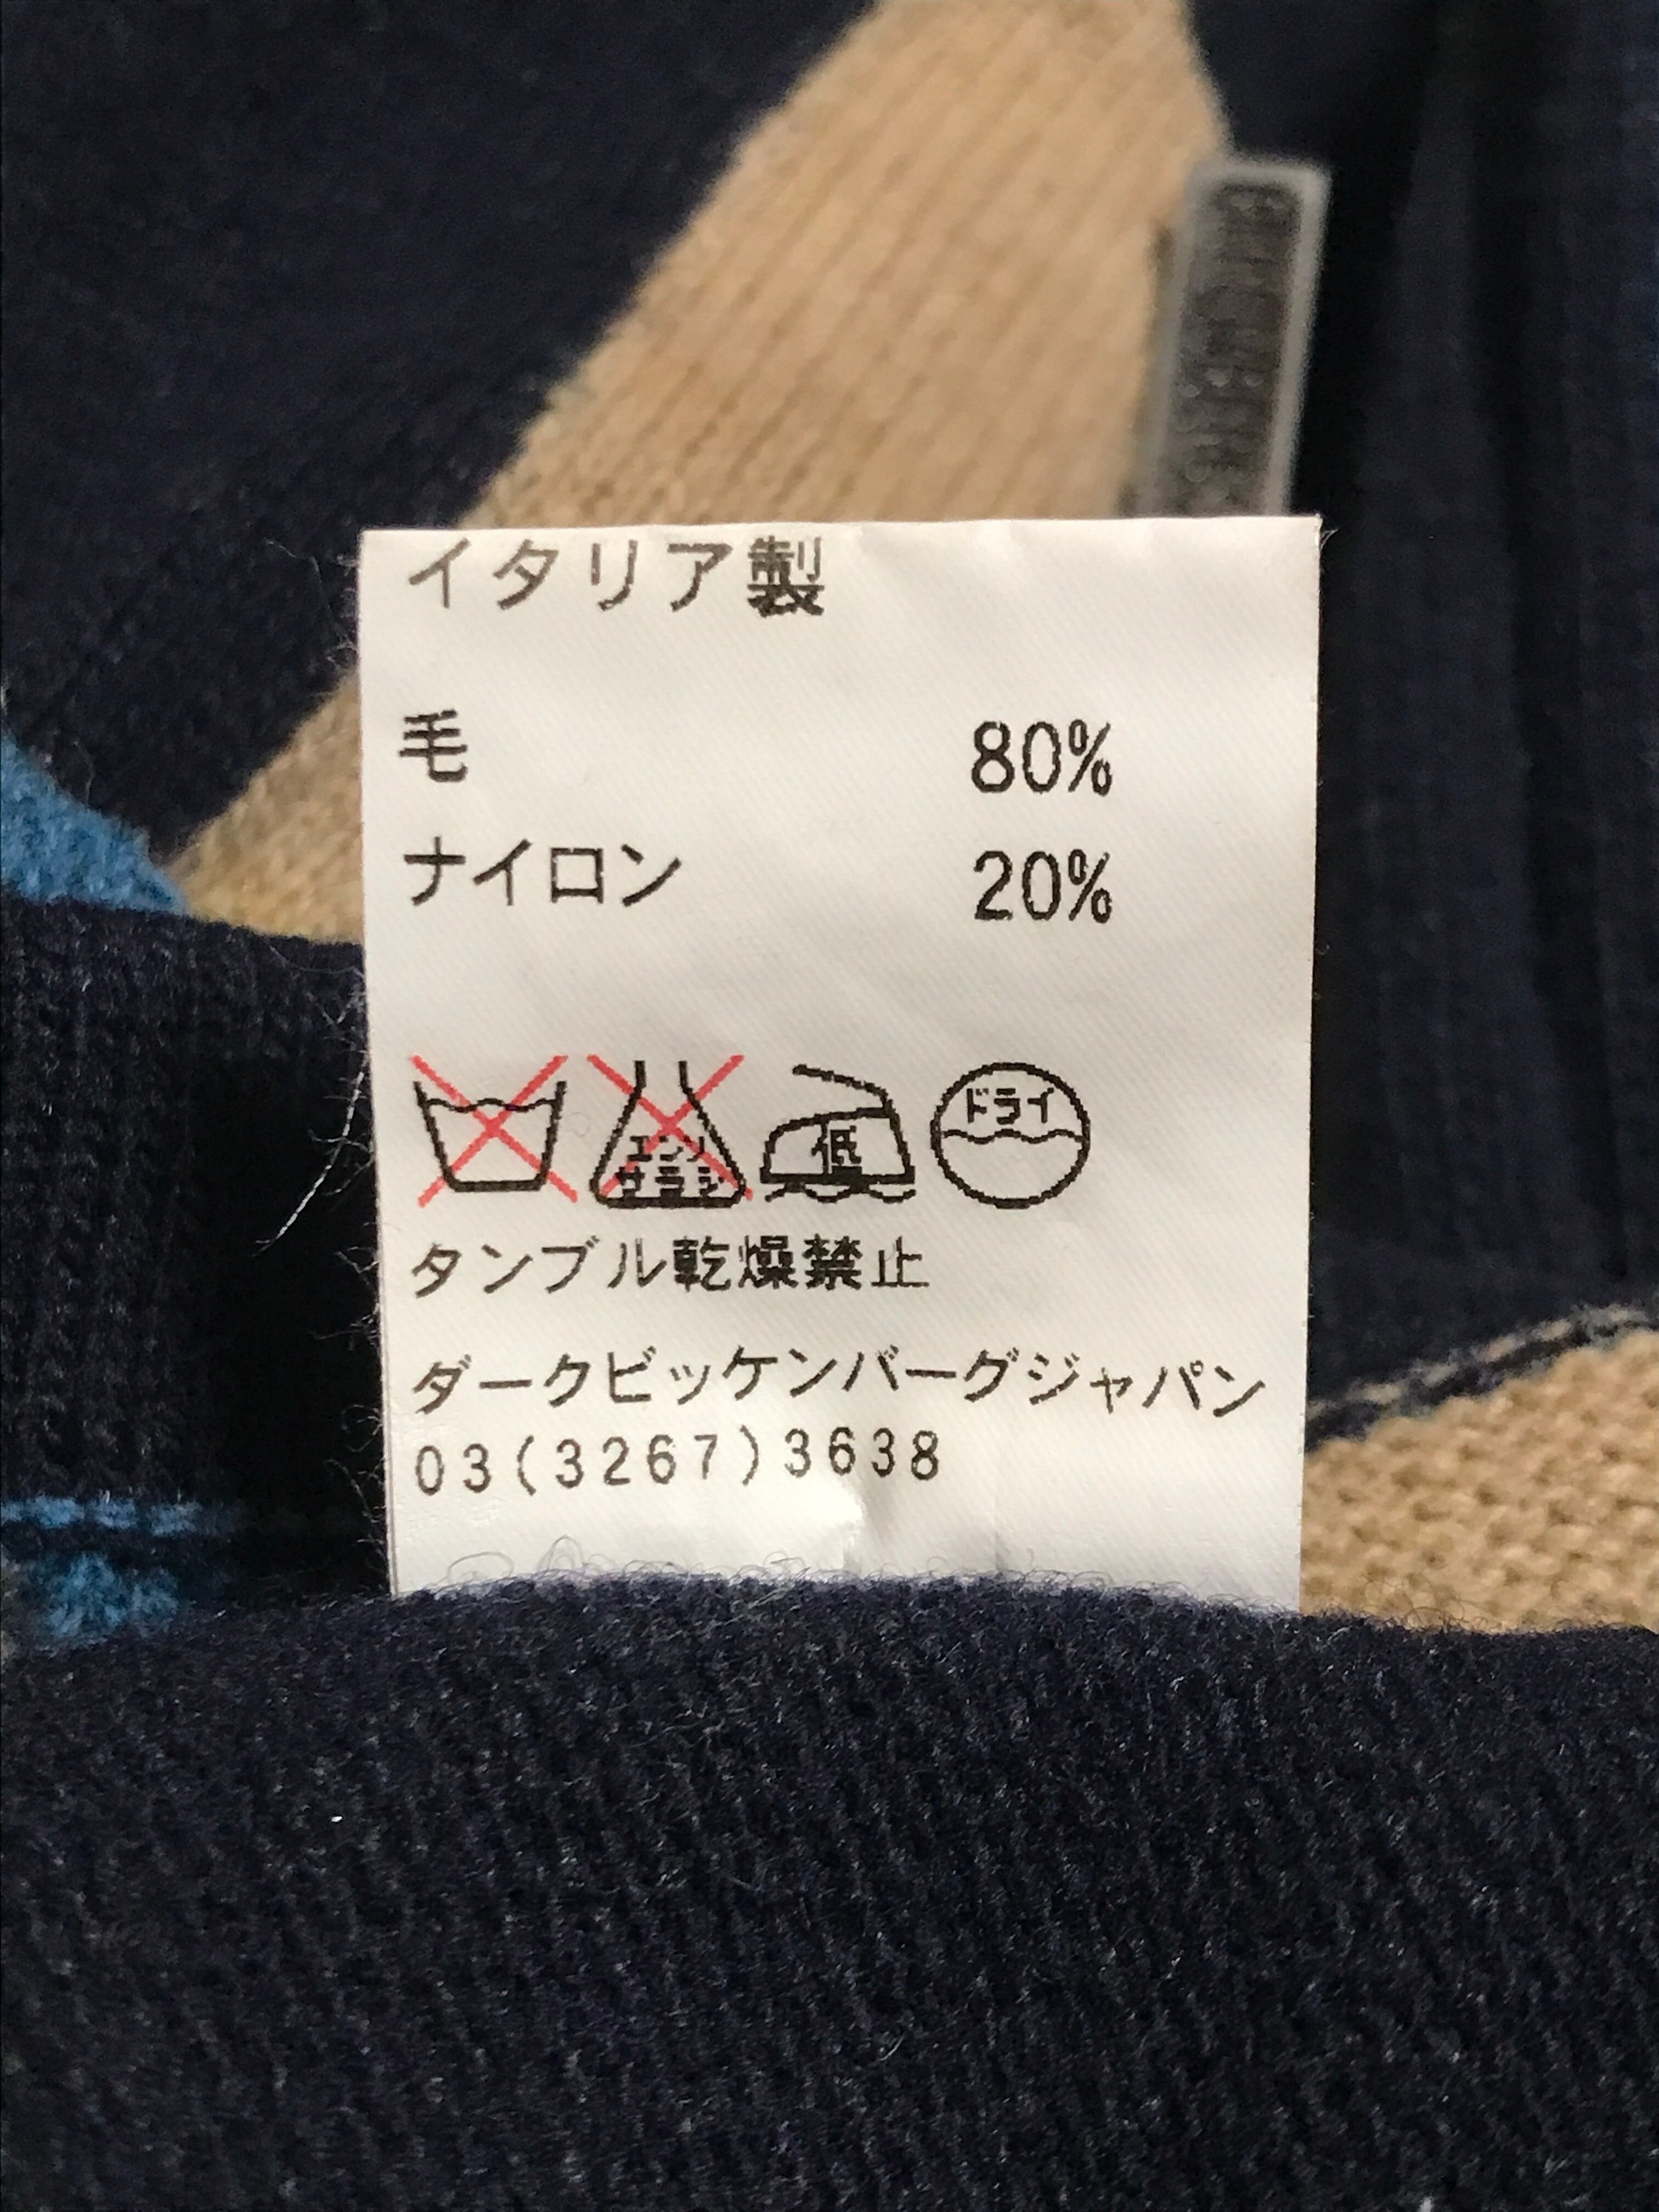 イタリア製
毛 80%
ナイロン 20%
エンソ
サラシ
低
ドライ
タンブル乾燥禁止
ダークビッケンバーグジャパン
03(3267)3638